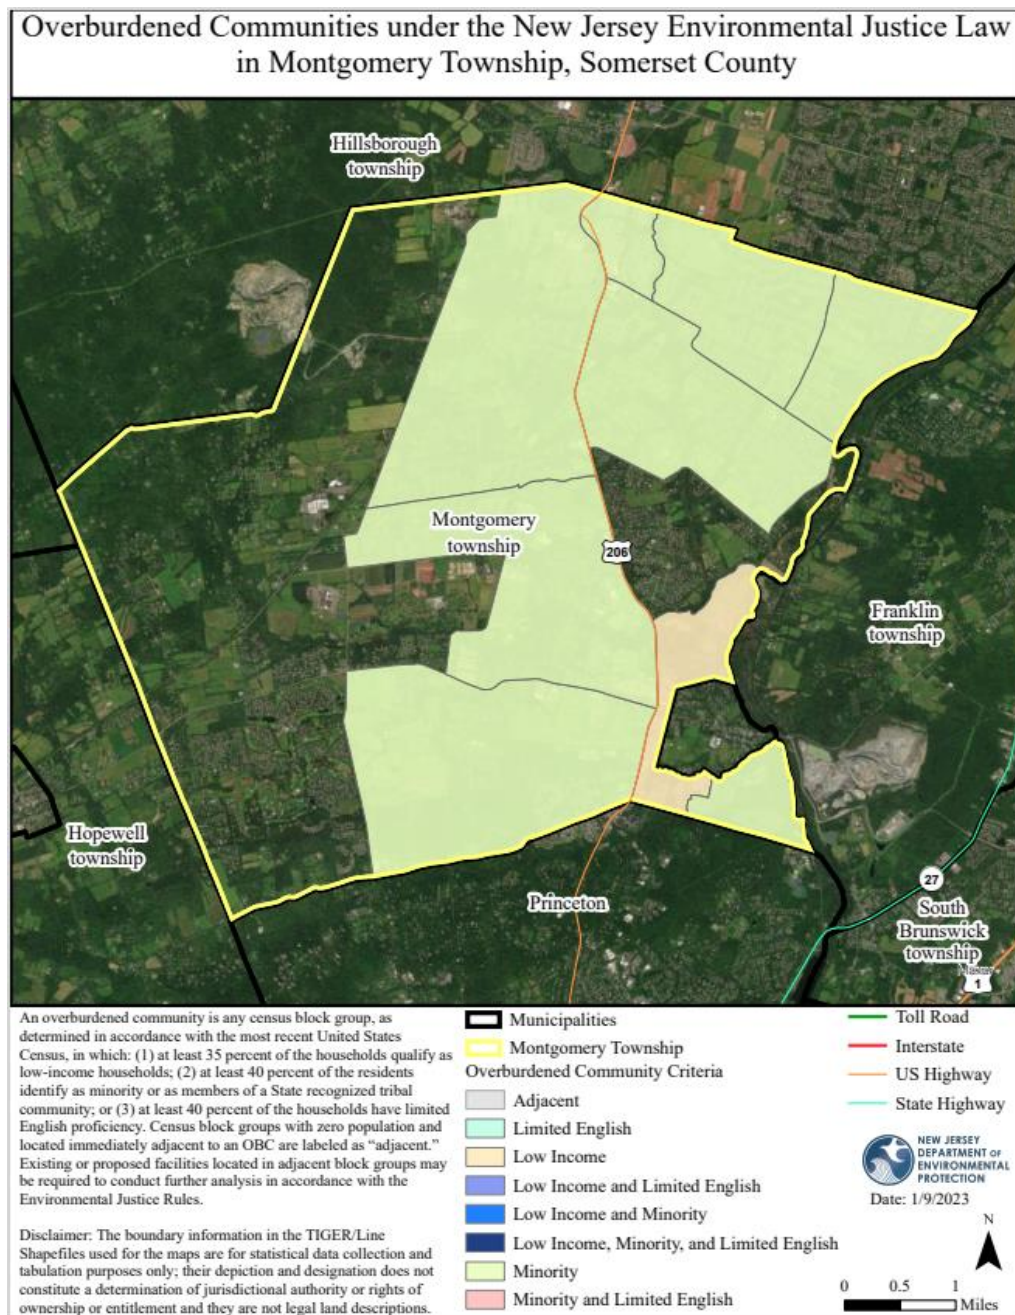 Overburdened Communities under the New Jersey Environmental Justice Law
in Montgomery Township, Somerset County
Hillsborough
township
Montgomery
township
206
Franklin
township
Hopewell
township
Princeton
27
South
Brunswick
township
1
An overburdened community is any census block group, as
determined in accordance with the most recent United States
Census, in which: (1) at least 35 percent of the households qualify as
low-income households; (2) at least 40 percent of the residents
identify as minority or as members of a State recognized tribal
community; or (3) at least 40 percent of the households have limited
English proficiency. Census block groups with zero population and
located immediately adjacent to an OBC are labeled as “adjacent.”
Existing or proposed facilities located in adjacent block groups may
be required to conduct further analysis in accordance with the
Environmental Justice Rules.
Disclaimer: The boundary information in the TIGER/Line
Shapefiles used for the maps are for statistical data collection and
tabulation purposes only; their depiction and designation does not
constitute a determination of jurisdictional authority or rights of
ownership or entitlement and they are not legal land descriptions.
Municipalities
Montgomery Township
Overburdened Community Criteria
Adjacent
Limited English
Low Income
Low Income and Limited English
Low Income and Minority
Low Income, Minority, and Limited English
Minority
Minority and Limited English
Toll Road
Interstate
US Highway
State Highway
NEW JERSEY
DEPARTMENT OF
ENVIRONMENTAL
PROTECTION
Date: 1/9/2023
N
0 0.5 1
Miles